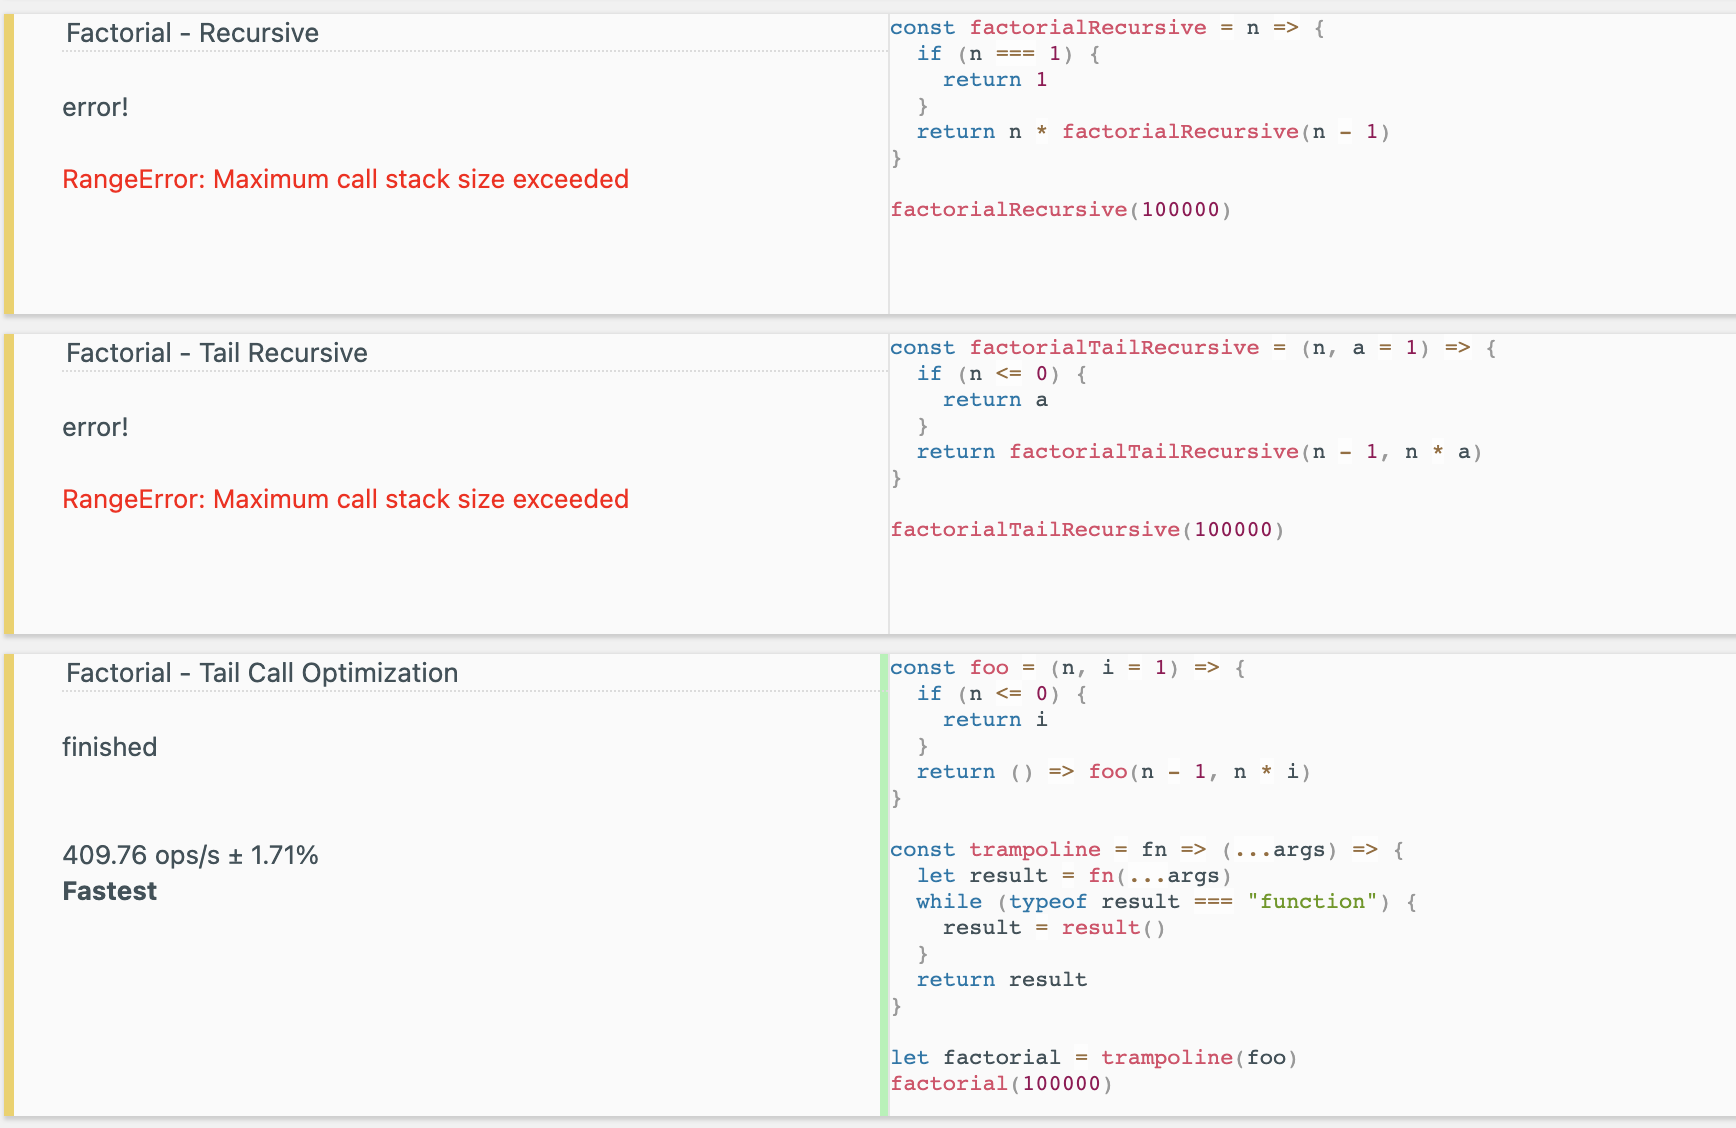 Factorial - Recursive
error!
RangeError: Maximum call stack size exceeded
const factorialRecursive = n => {
  if (n === 1) {
    return 1
  }
  return n * factorialRecursive(n - 1)
}
factorialRecursive(100000)
Factorial - Tail Recursive
error!
RangeError: Maximum call stack size exceeded
const factorialTailRecursive = (n, a = 1) => {
  if (n <= 0) {
    return a
  }
  return factorialTailRecursive(n - 1, n * a)
}
factorialTailRecursive(100000)
Factorial - Tail Call Optimization
finished
409.76 ops/s ± 1.71%
Fastest
const foo = (n, i = 1) => {
  if (n <= 0) {
    return i
  }
  return () => foo(n - 1, n * i)
}
const trampoline = fn => (...args) => {
  let result = fn(...args)
  while (typeof result === "function") {
    result = result()
  }
  return result
}
let factorial = trampoline(foo)
factorial(100000)